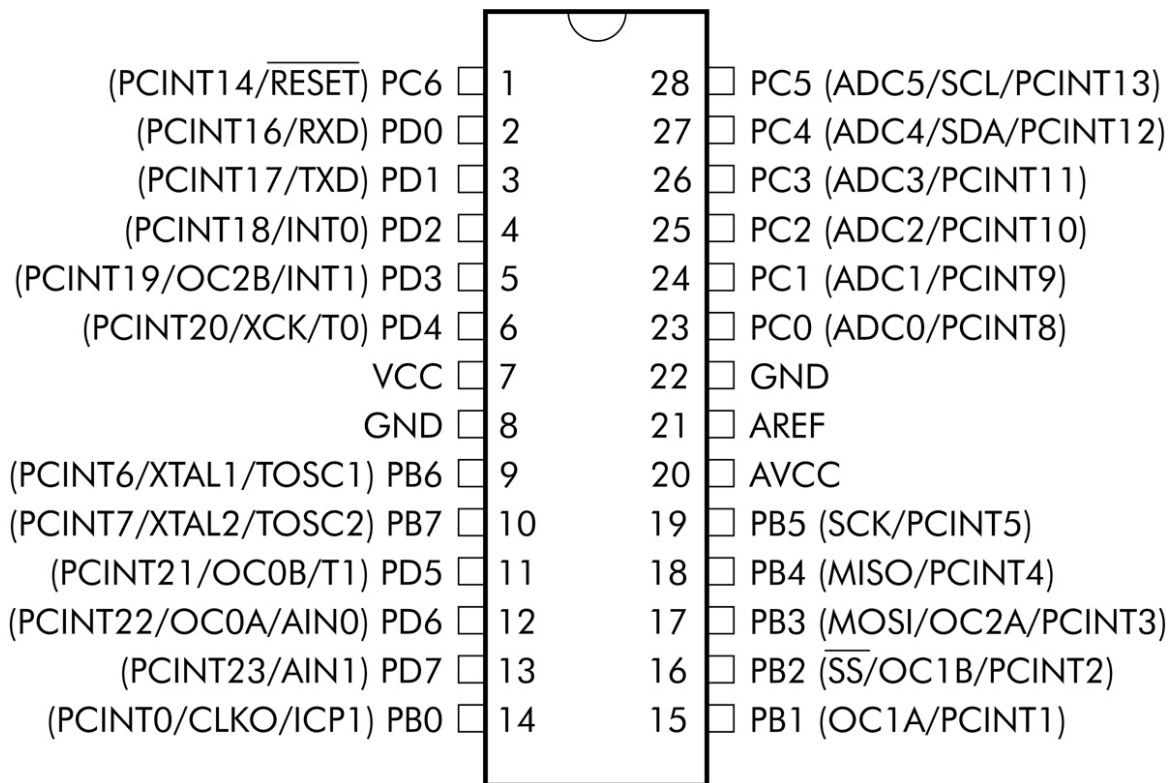 (PCINT14/RESET) PC6 1 28 PC5 (ADC5/SCL/PCINT13)
(PCINT16/RXD) PD0 2 27 PC4 (ADC4/SDA/PCINT12)
(PCINT17/TXD) PD1 3 26 PC3 (ADC3/PCINT11)
(PCINT18/INT0) PD2 4 25 PC2 (ADC2/PCINT10)
(PCINT19/OC2B/INT1) PD3 5 24 PC1 (ADC1/PCINT9)
(PCINT20/XCK/T0) PD4 6 23 PC0 (ADC0/PCINT8)
VCC 7 22 GND
GND 8 21 AREF
(PCINT6/XTAL1/TOSC1) PB6 9 20 AVCC
(PCINT7/XTAL2/TOSC2) PB7 10 19 PB5 (SCK/PCINT5)
(PCINT21/OC0B/T1) PD5 11 18 PB4 (MISO/PCINT4)
(PCINT22/OC0A/AIN0) PD6 12 17 PB3 (MOSI/OC2A/PCINT3)
(PCINT23/AIN1) PD7 13 16 PB2 (SS/OC1B/PCINT2)
(PCINT0/CLKO/ICP1) PB0 14 15 PB1 (OC1A/PCINT1)